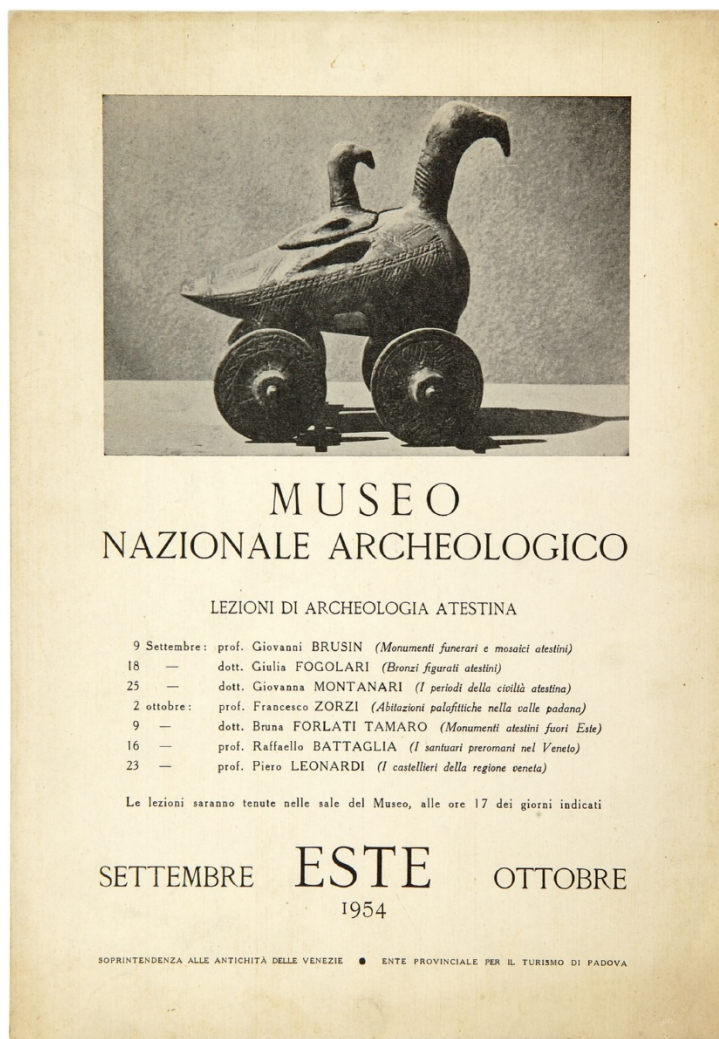 MUSEO
NAZIONALE ARCHEOLOGICO
LEZIONI DI ARCHEOLOGIA ATESTINA
9 Settembre: prof. Giovanni BRUSIN (Monumenti funerari e mosaici atestini)
18 — dott. Giulia FOGOLARI (Bronzi figurati atestini)
25 — dott. Giovanna MONTANARI (I periodi della civiltà atestina)
2 ottobre: prof. Francesco ZORZI (Abitazioni palafittiche nella valle padana)
9 — dott. Bruna FORLATI TAMARO (Monumenti atestini fuori Este)
16 — prof. Raffaello BATTAGLIA (I santuari preromani nel Veneto)
23 — prof. Piero LEONARDI (I castellieri della regione veneta)
Le lezioni saranno tenute nelle sale del Museo, alle ore 17 dei giorni indicati
SETTEMBRE ESTE OTTOBRE
1954
SOPRINTENDENZA ALLE ANTICHITÀ DELLE VENEZIE ● ENTE PROVINCIALE PER IL TURISMO DI PADOVA